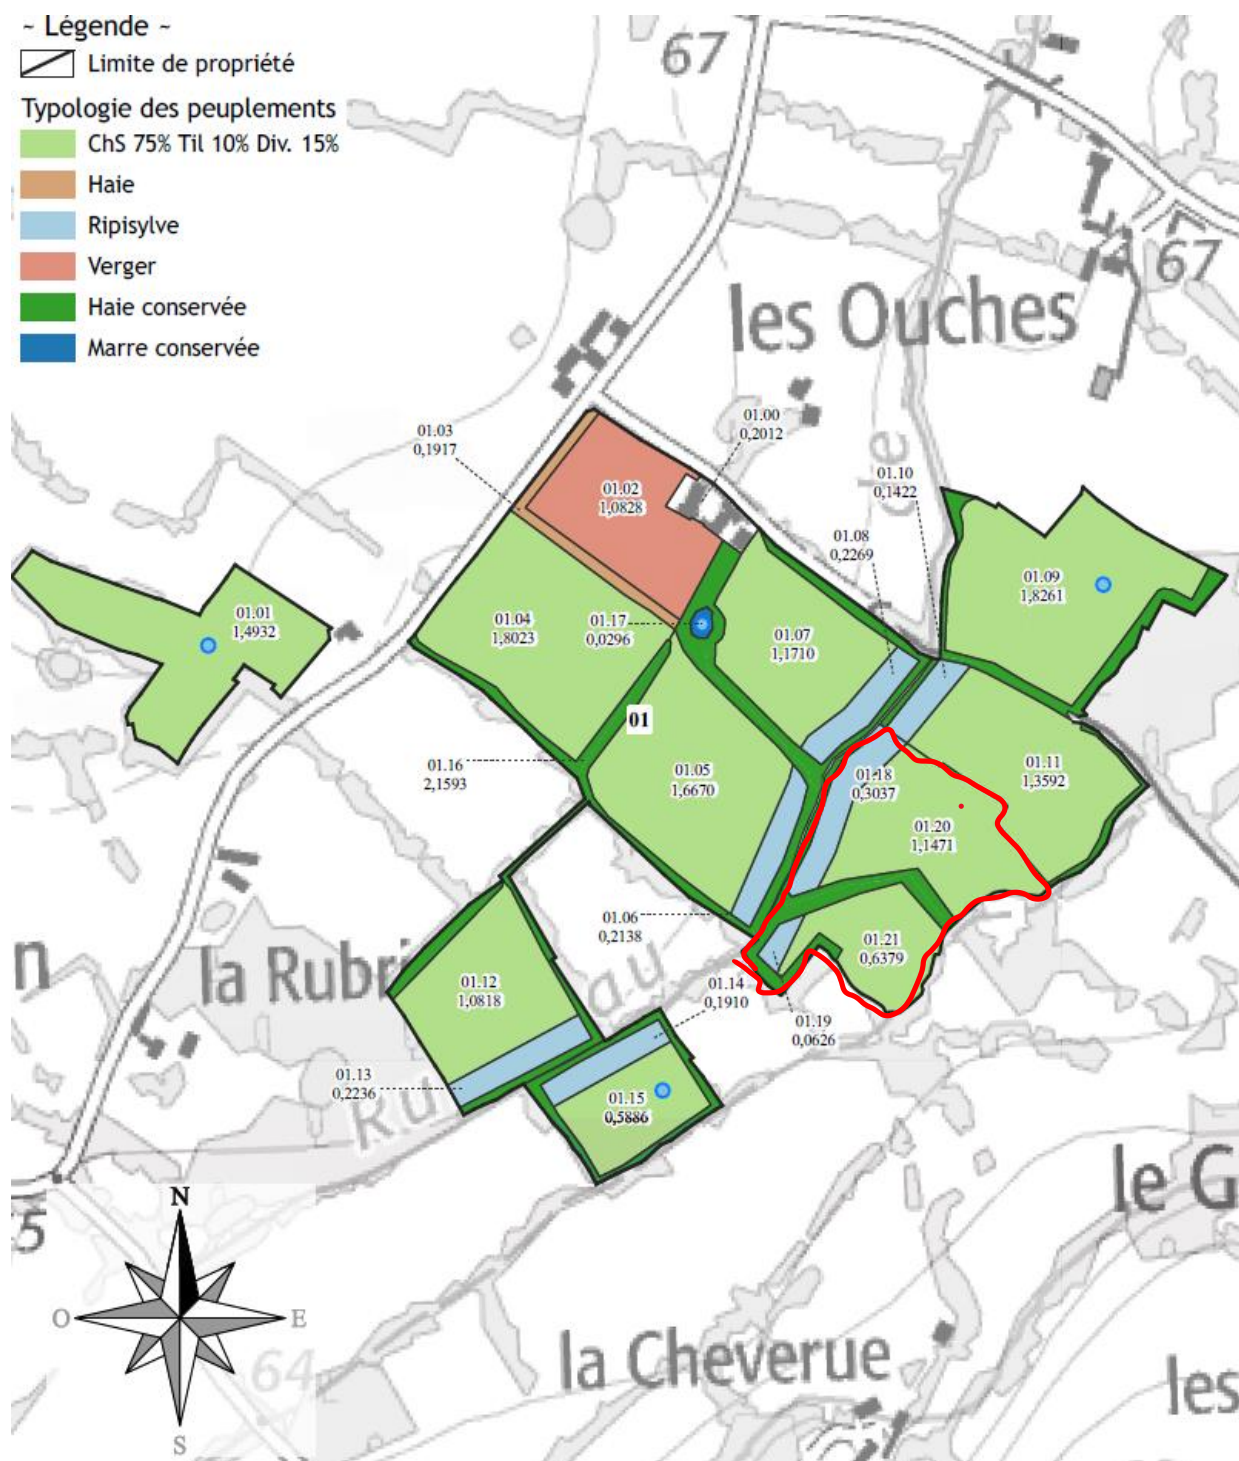 ~ Légende ~
Limite de propriété
Typologie des peuplements
ChS 75% Til 10% Div. 15%
Haie
Ripisylve
Verger
Haie conservée
Marre conservée
67
67
les Ouches
01.00
0,2012
01.03
0,1917
01.02
1,0828
01.10
0,1422
01.08
0,2269
01.09
1,8261
01.01
1,4932
01.04
1,8023
01.17
0,0296
01.07
1,1710
01
01.16
2,1593
01.05
1,6670
01.18
0,3037
01.11
1,3592
01.20
1,1471
01.06
0,2138
01.21
0,6379
n
la Rubri
au
01.12
1,0818
01.14
0,1910
01.19
0,0626
01.13
0,2236
Ru
01.15
0,5886
le G
5
N
O
E
S
64
la Cheverue
les